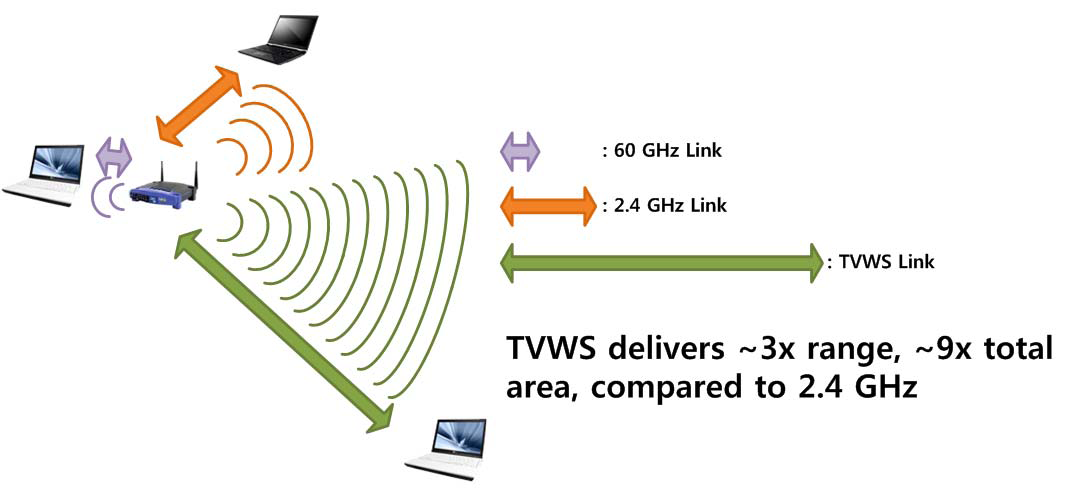 : 60 GHz Link
: 2.4 GHz Link
: TVWS Link
TVWS delivers ~3x range, ~9x total
area, compared to 2.4 GHz